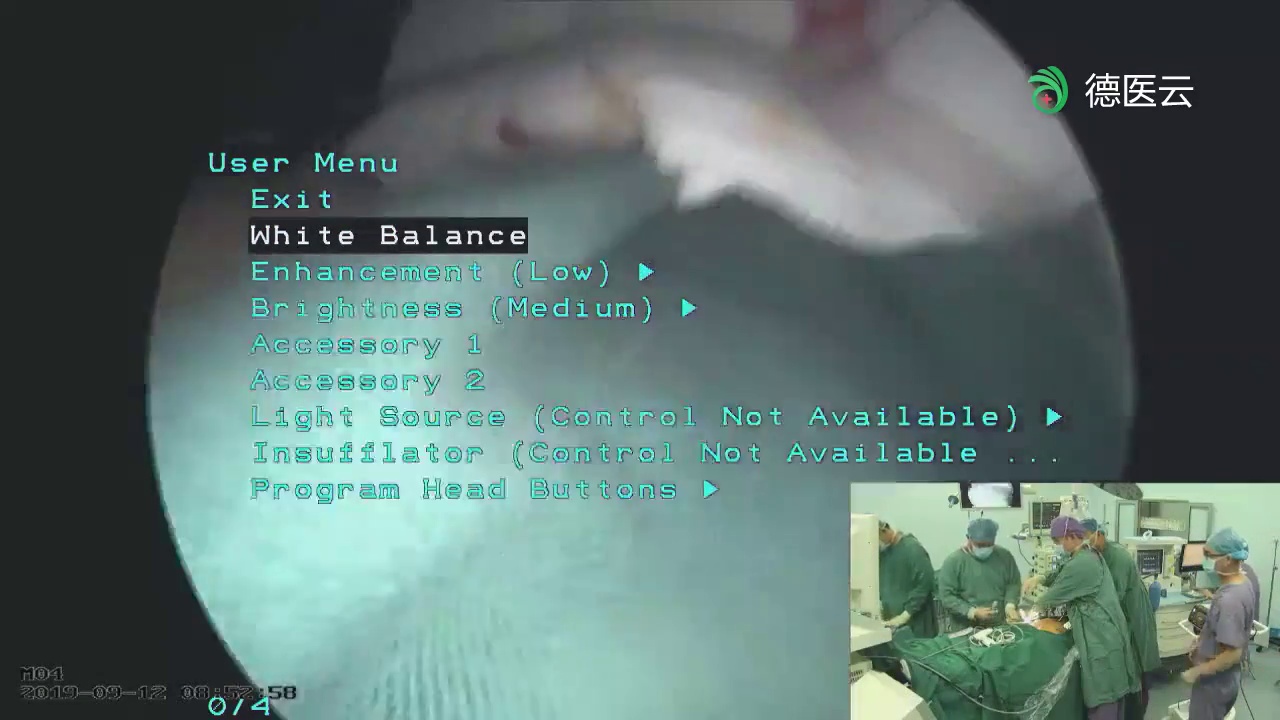 德医云
User Menu
Exit
White Balance
Enhancement (Low) ▶
Brightness (Medium) ▶
Accessory 1
Accessory 2
Light Source (Control Not Available) ▶
Insufflator (Control Not Available ...
Program Head Buttons ▶
M04
2019-09-12 08:52:58
0/4